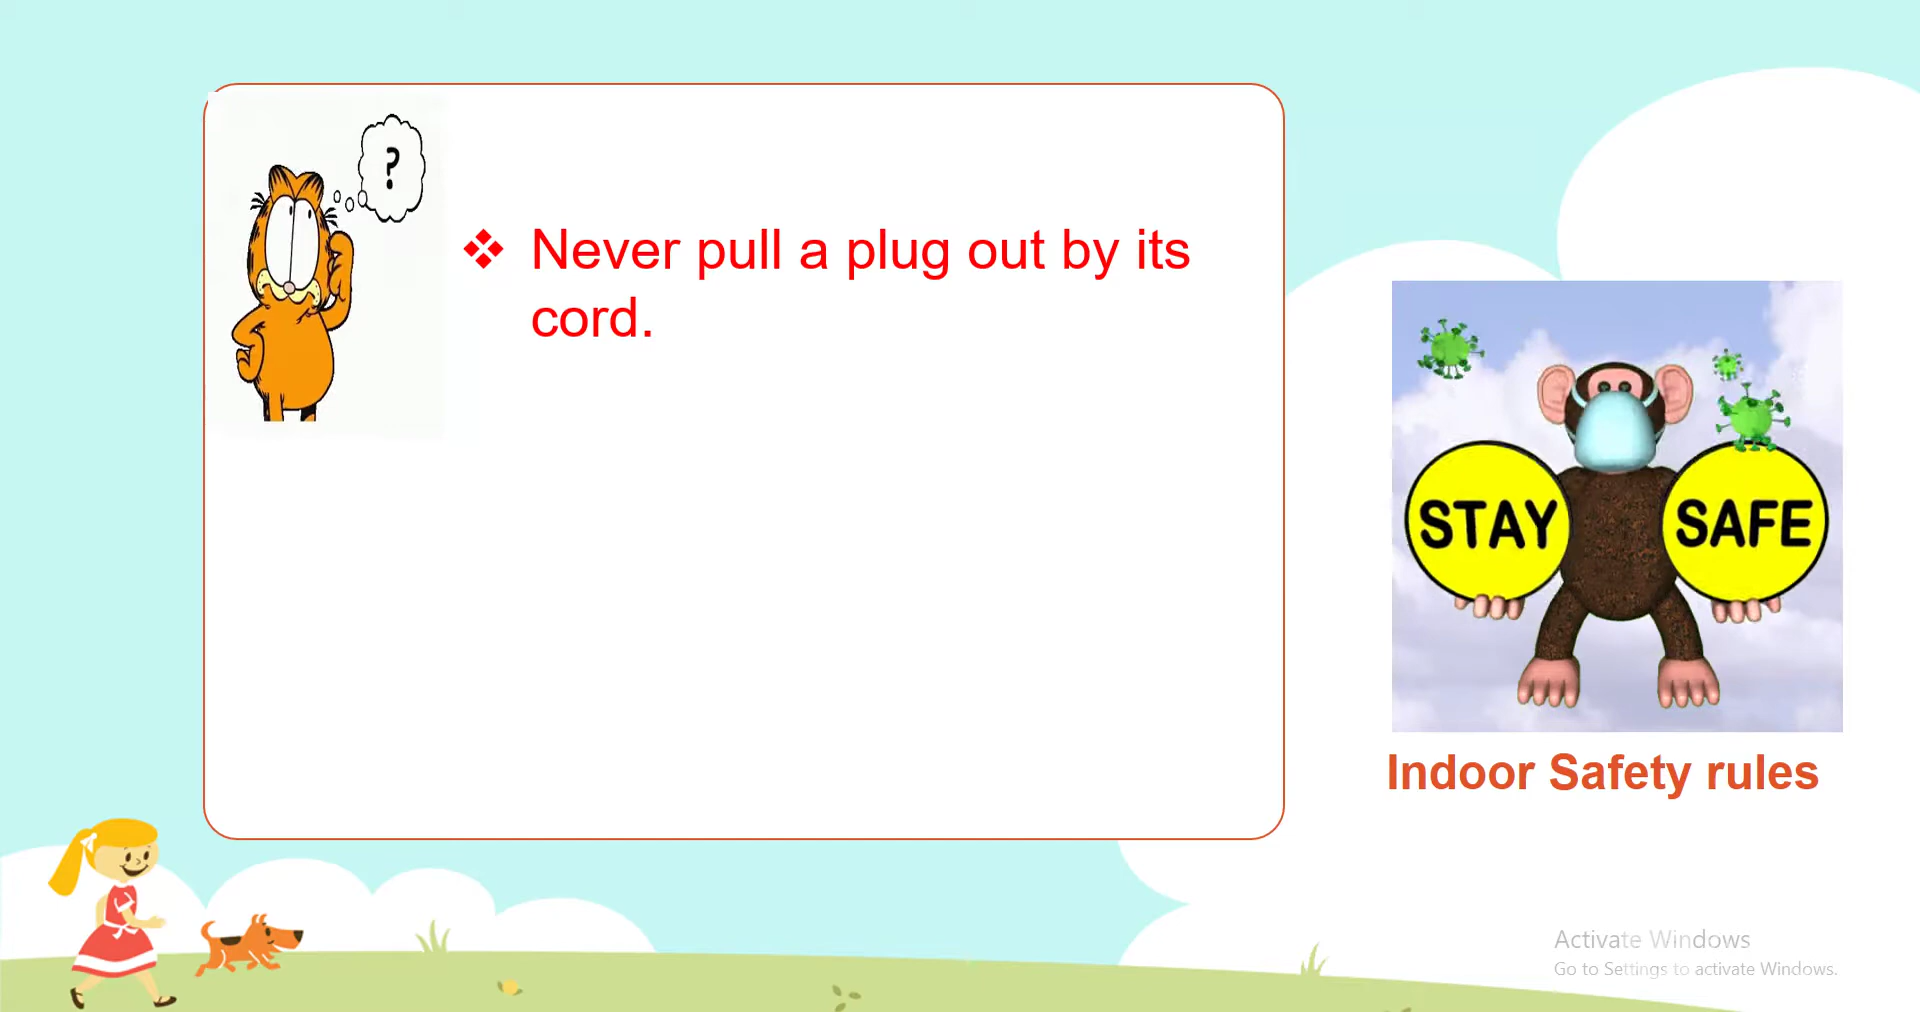 ?
❖ Never pull a plug out by its
cord.
STAY SAFE
Indoor Safety rules
Activate Windows
Go to Settings to activate Windows.